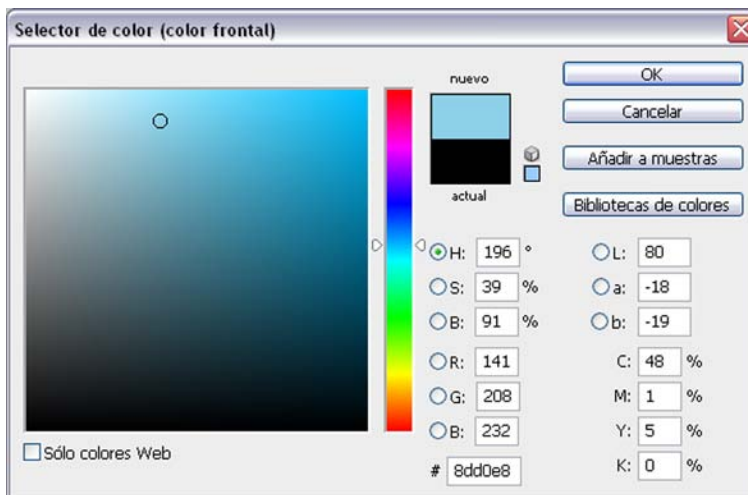 Selector de color (color frontal)
nuevo
actual
OK
Cancelar
Añadir a muestras
Bibliotecas de colores
H: 196 °
S: 39 %
B: 91 %
R: 141
G: 208
B: 232
# 8dd0e8
L: 80
a: -18
b: -19
C: 48 %
M: 1 %
Y: 5 %
K: 0 %
Sólo colores Web